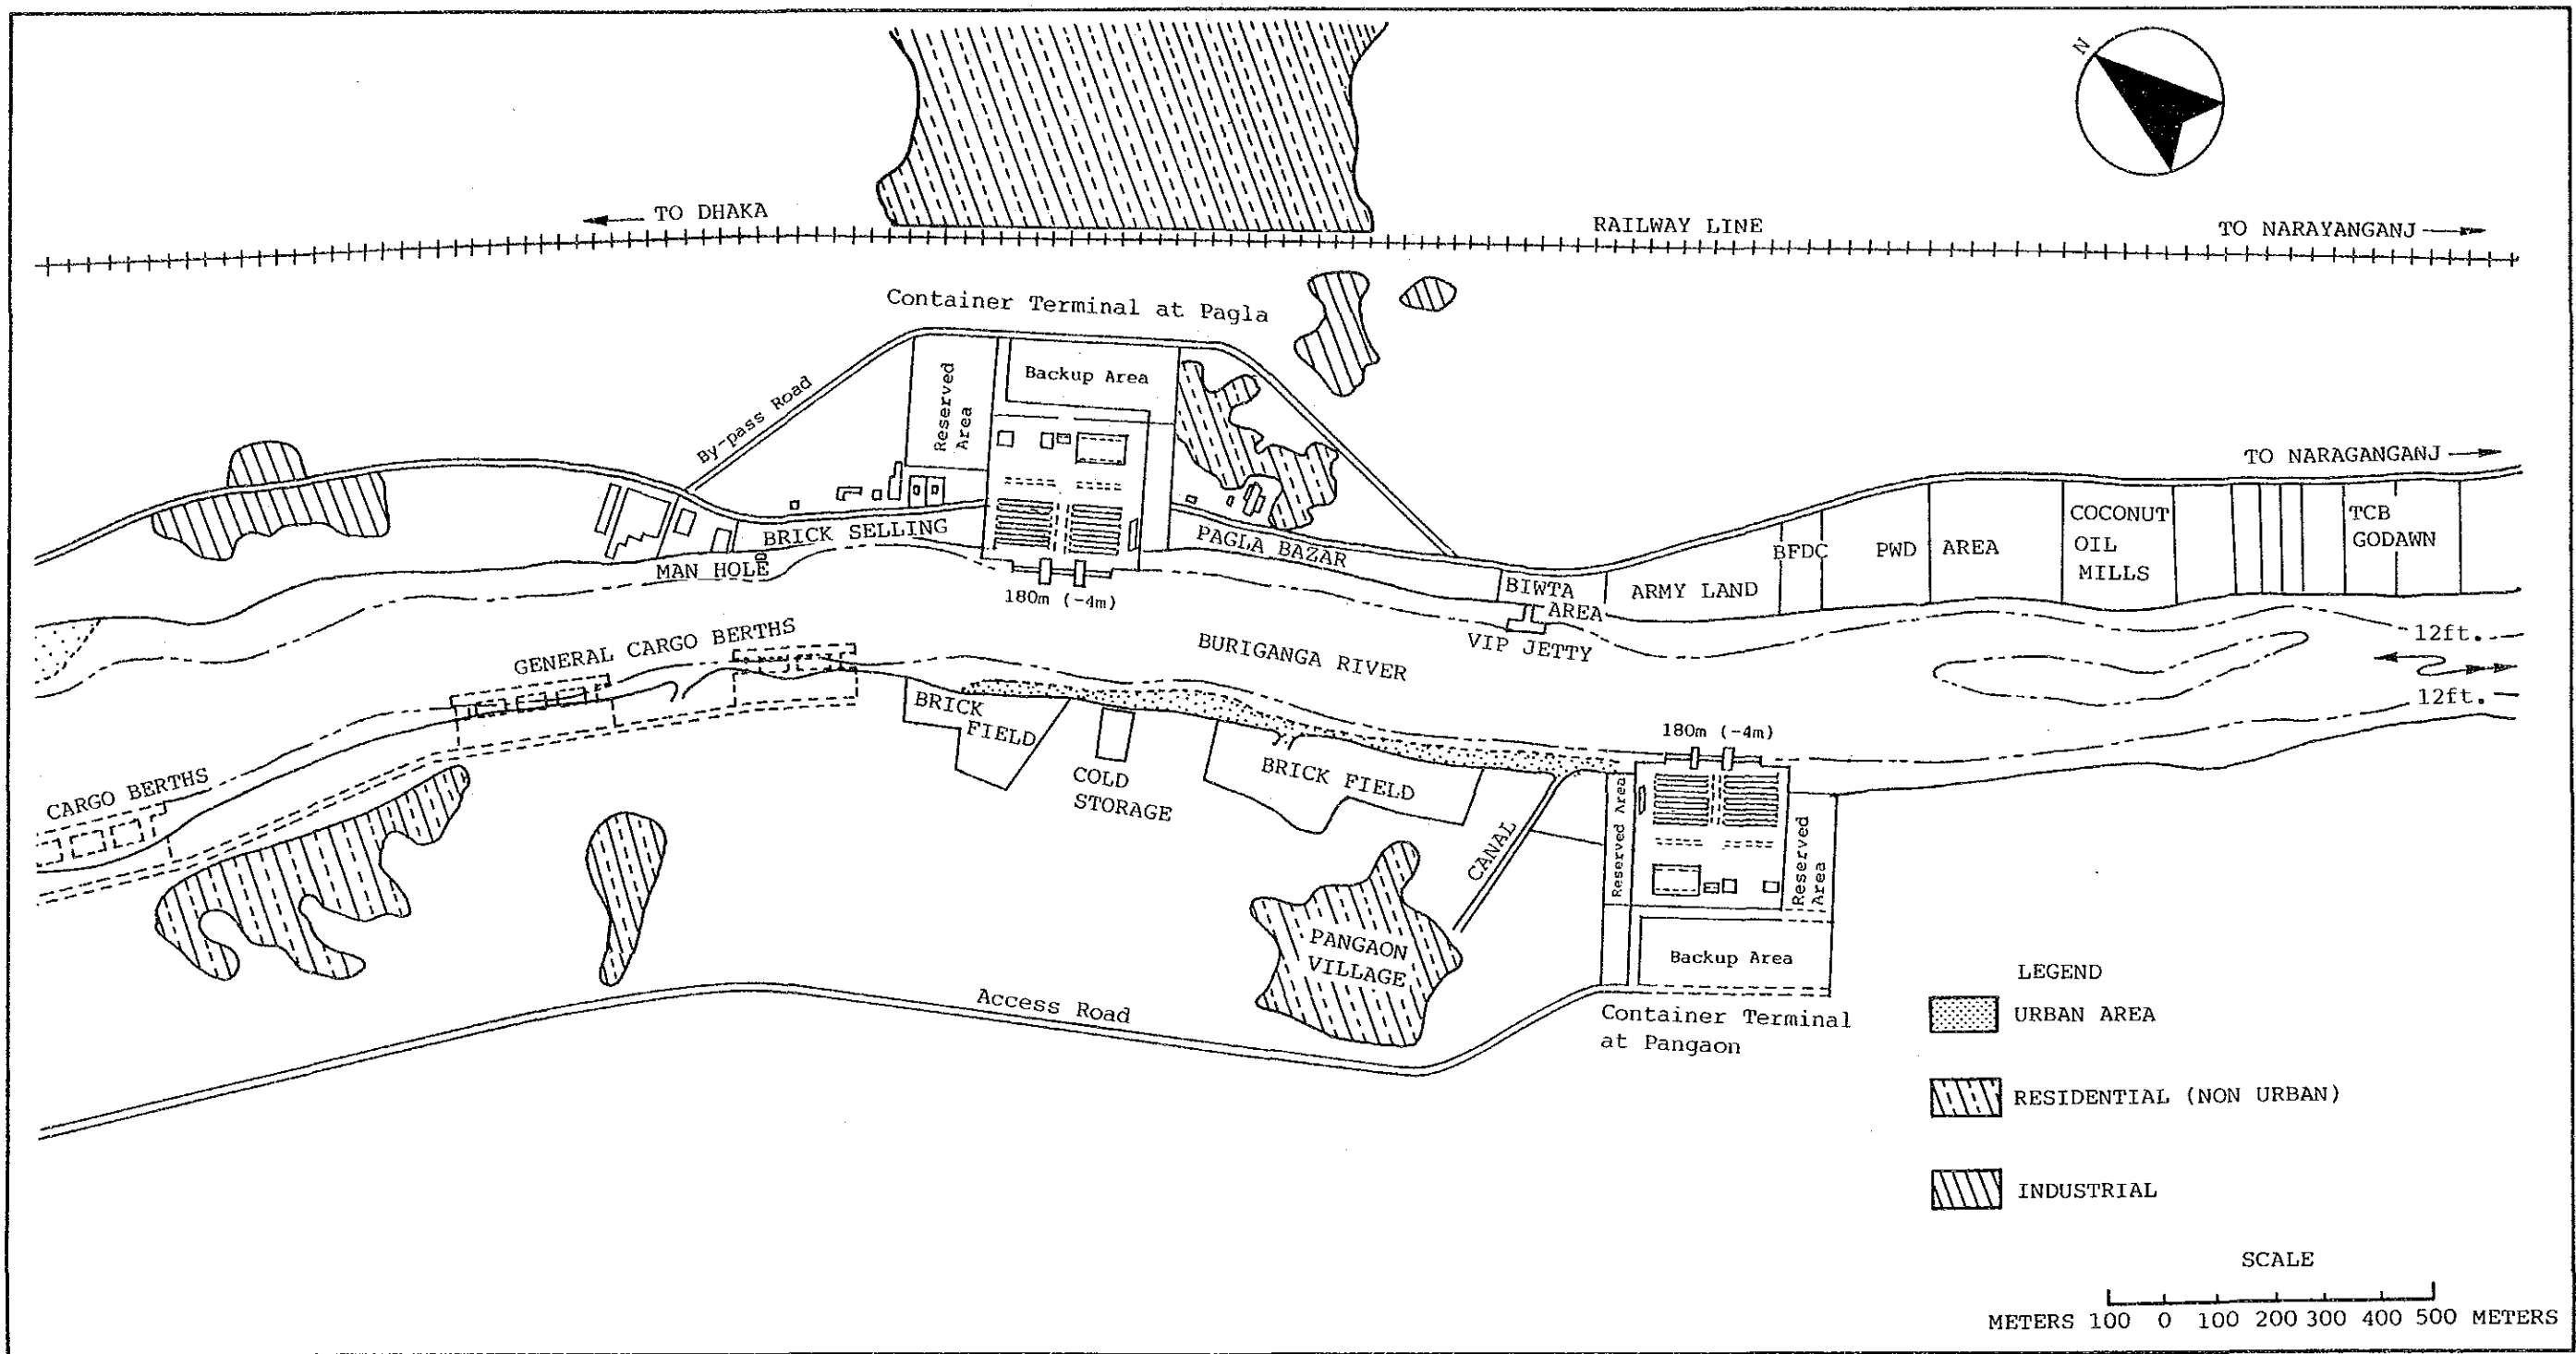 N
TO DHAKA
RAILWAY LINE
TO NARAYANGANJ
Container Terminal at Pagla
By-pass Road
Reserved
Area
Backup Area
TO NARAGANGANJ
BRICK SELLING
MAN HOLE
180m (-4m)
PAGLA BAZAR
BIWTA
AREA
VIP JETTY
ARMY LAND
BFDC
PWD
AREA
COCONUT
OIL
MILLS
TCB
GODAWN
GENERAL CARGO BERTHS
BURIGANGA RIVER
12ft.
12ft.
CARGO BERTHS
BRICK
FIELD
COLD
STORAGE
BRICK FIELD
CANAL
180m (-4m)
Reserved Area
Reserved
Area
Backup Area
PANGAON
VILLAGE
Access Road
Container Terminal
at Pangaon
LEGEND
URBAN AREA
RESIDENTIAL (NON URBAN)
INDUSTRIAL
SCALE
METERS 100 0 100 200 300 400 500 METERS